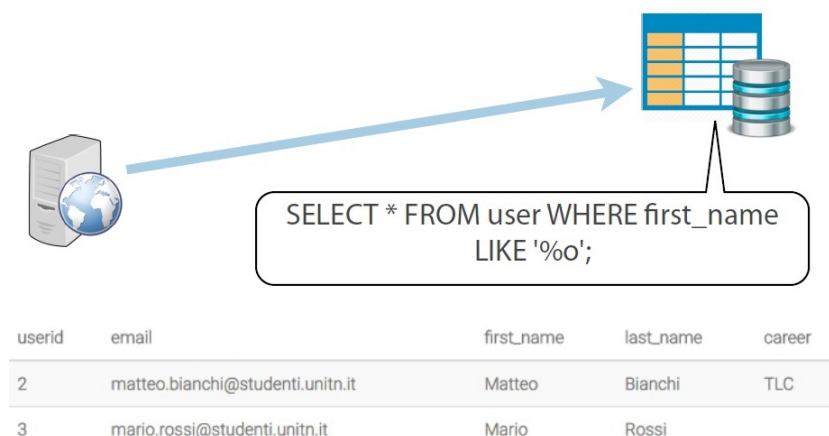 SELECT * FROM user WHERE first_name
LIKE '%o';
userid email first_name last_name career
2 matteo.bianchi@studenti.unitn.it Matteo Bianchi TLC
3 mario.rossi@studenti.unitn.it Mario Rossi